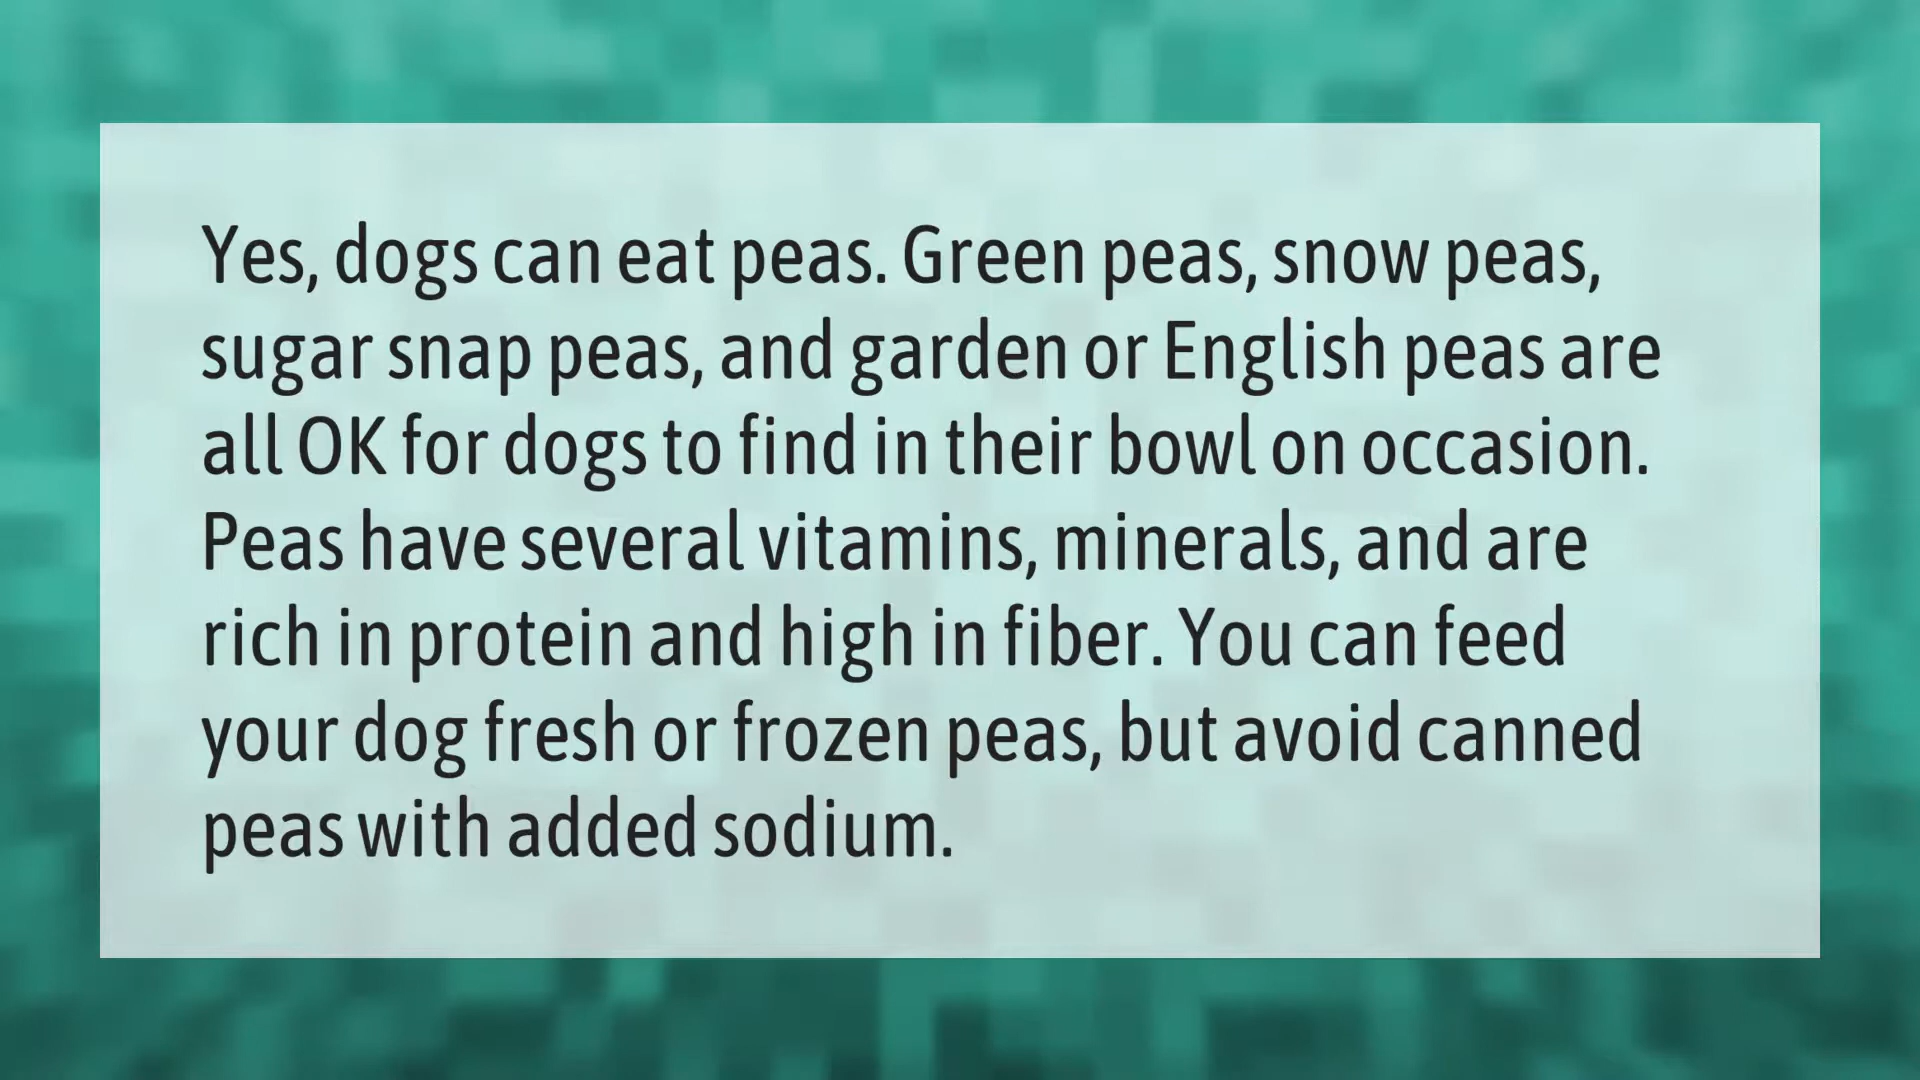 Yes, dogs can eat peas. Green peas, snow peas,
sugar snap peas, and garden or English peas are
all OK for dogs to find in their bowl on occasion.
Peas have several vitamins, minerals, and are
rich in protein and high in fiber. You can feed
your dog fresh or frozen peas, but avoid canned
peas with added sodium.